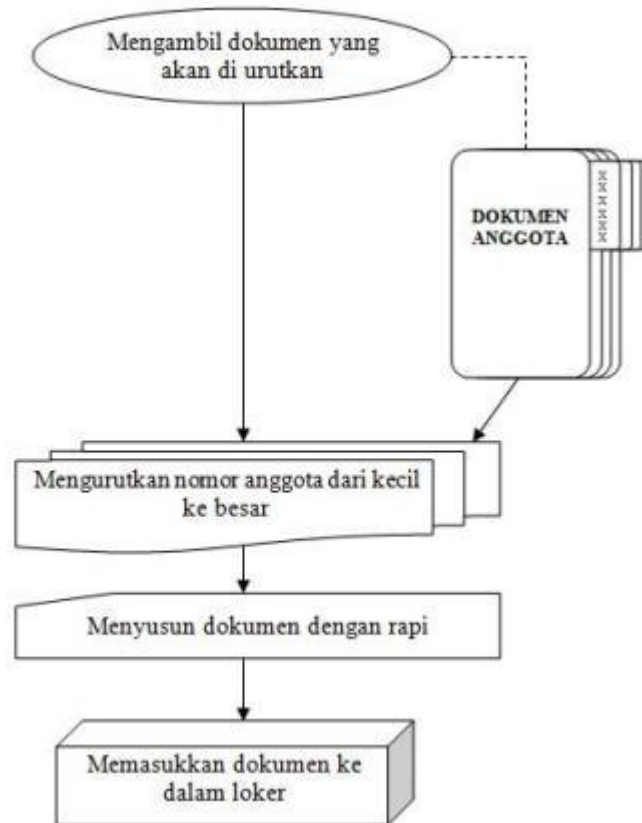 Mengambil dokumen yang
akan di urutkan
DOKUMEN
ANGGOTA
XXXXXX
Mengurutkan nomor anggota dari kecil
ke besar
Menyusun dokumen dengan rapi
Memasukkan dokumen ke
dalam loker